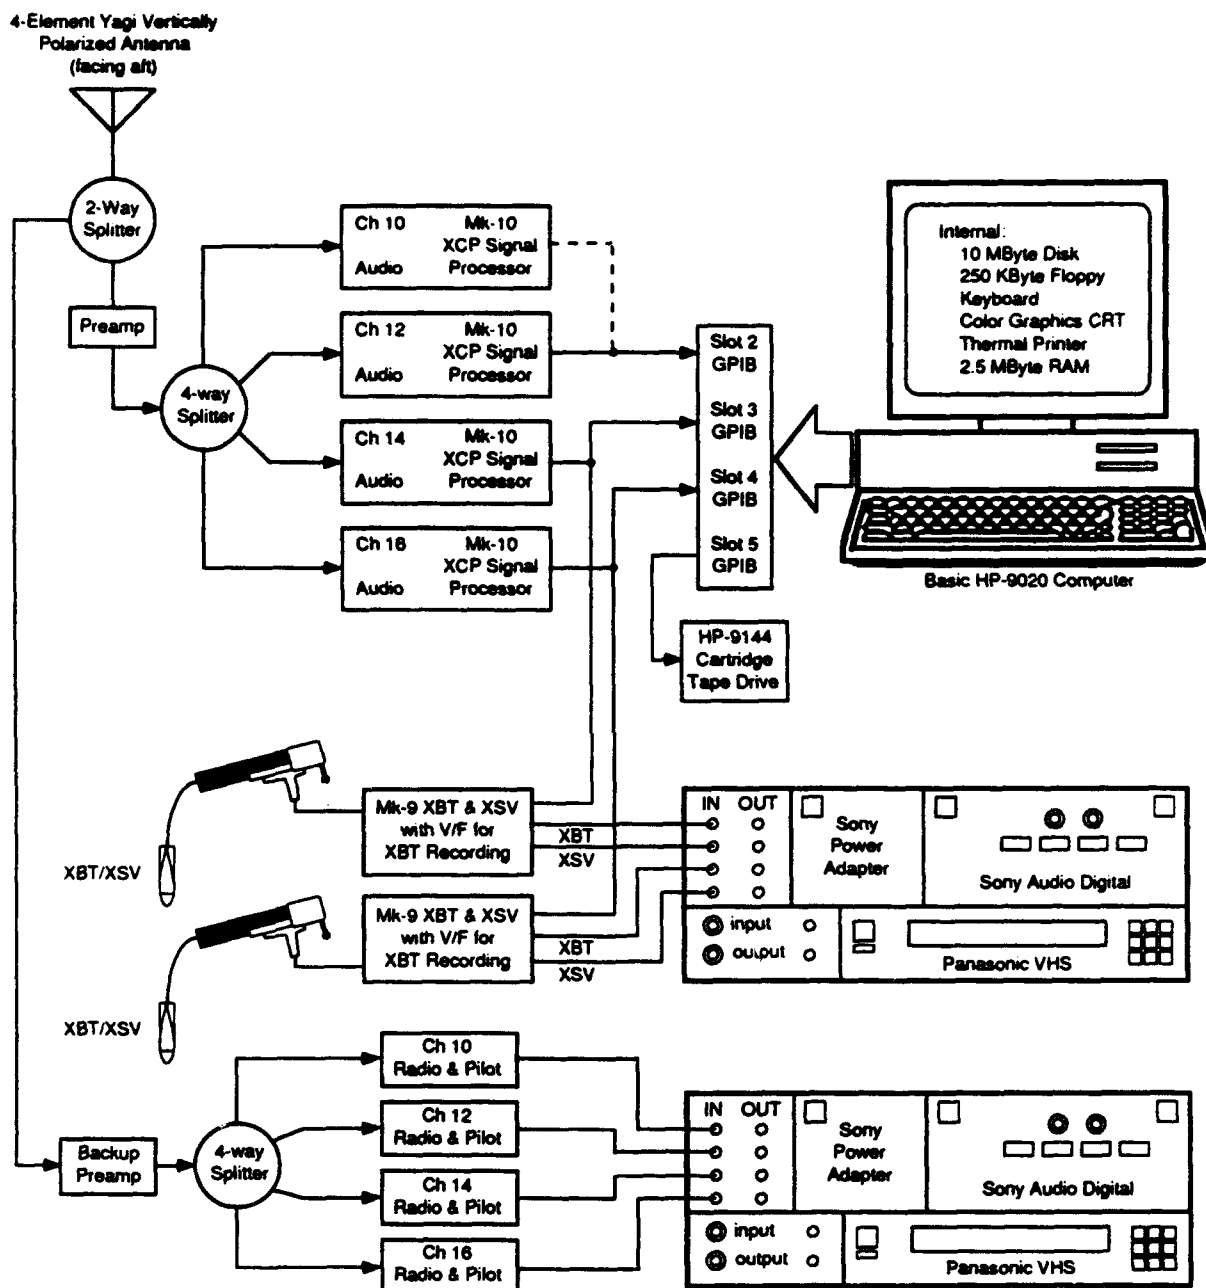 4-Element Yagi Vertically
Polarized Antenna
(facing aft)
2-Way
Splitter
Preamp
4-way
Splitter
Ch 10 Mk-10
XCP Signal
Audio Processor
Ch 12 Mk-10
XCP Signal
Audio Processor
Ch 14 Mk-10
XCP Signal
Audio Processor
Ch 16 Mk-10
XCP Signal
Audio Processor
Slot 2
GPIB
Slot 3
GPIB
Slot 4
GPIB
Slot 5
GPIB
HP-9144
Cartridge
Tape Drive
Internal:
10 MByte Disk
250 KByte Floppy
Keyboard
Color Graphics CRT
Thermal Printer
2.5 MByte RAM
Basic HP-9020 Computer
XBT/XSV
Mk-9 XBT & XSV
with V/F for
XBT Recording
XBT
XSV
XBT/XSV
Mk-9 XBT & XSV
with V/F for
XBT Recording
XBT
XSV
IN OUT
Sony
Power
Adapter
Sony Audio Digital
input
output
Panasonic VHS
Backup
Preamp
4-way
Splitter
Ch 10
Radio & Pilot
Ch 12
Radio & Pilot
Ch 14
Radio & Pilot
Ch 16
Radio & Pilot
IN OUT
Sony
Power
Adapter
Sony Audio Digital
input
output
Panasonic VHS